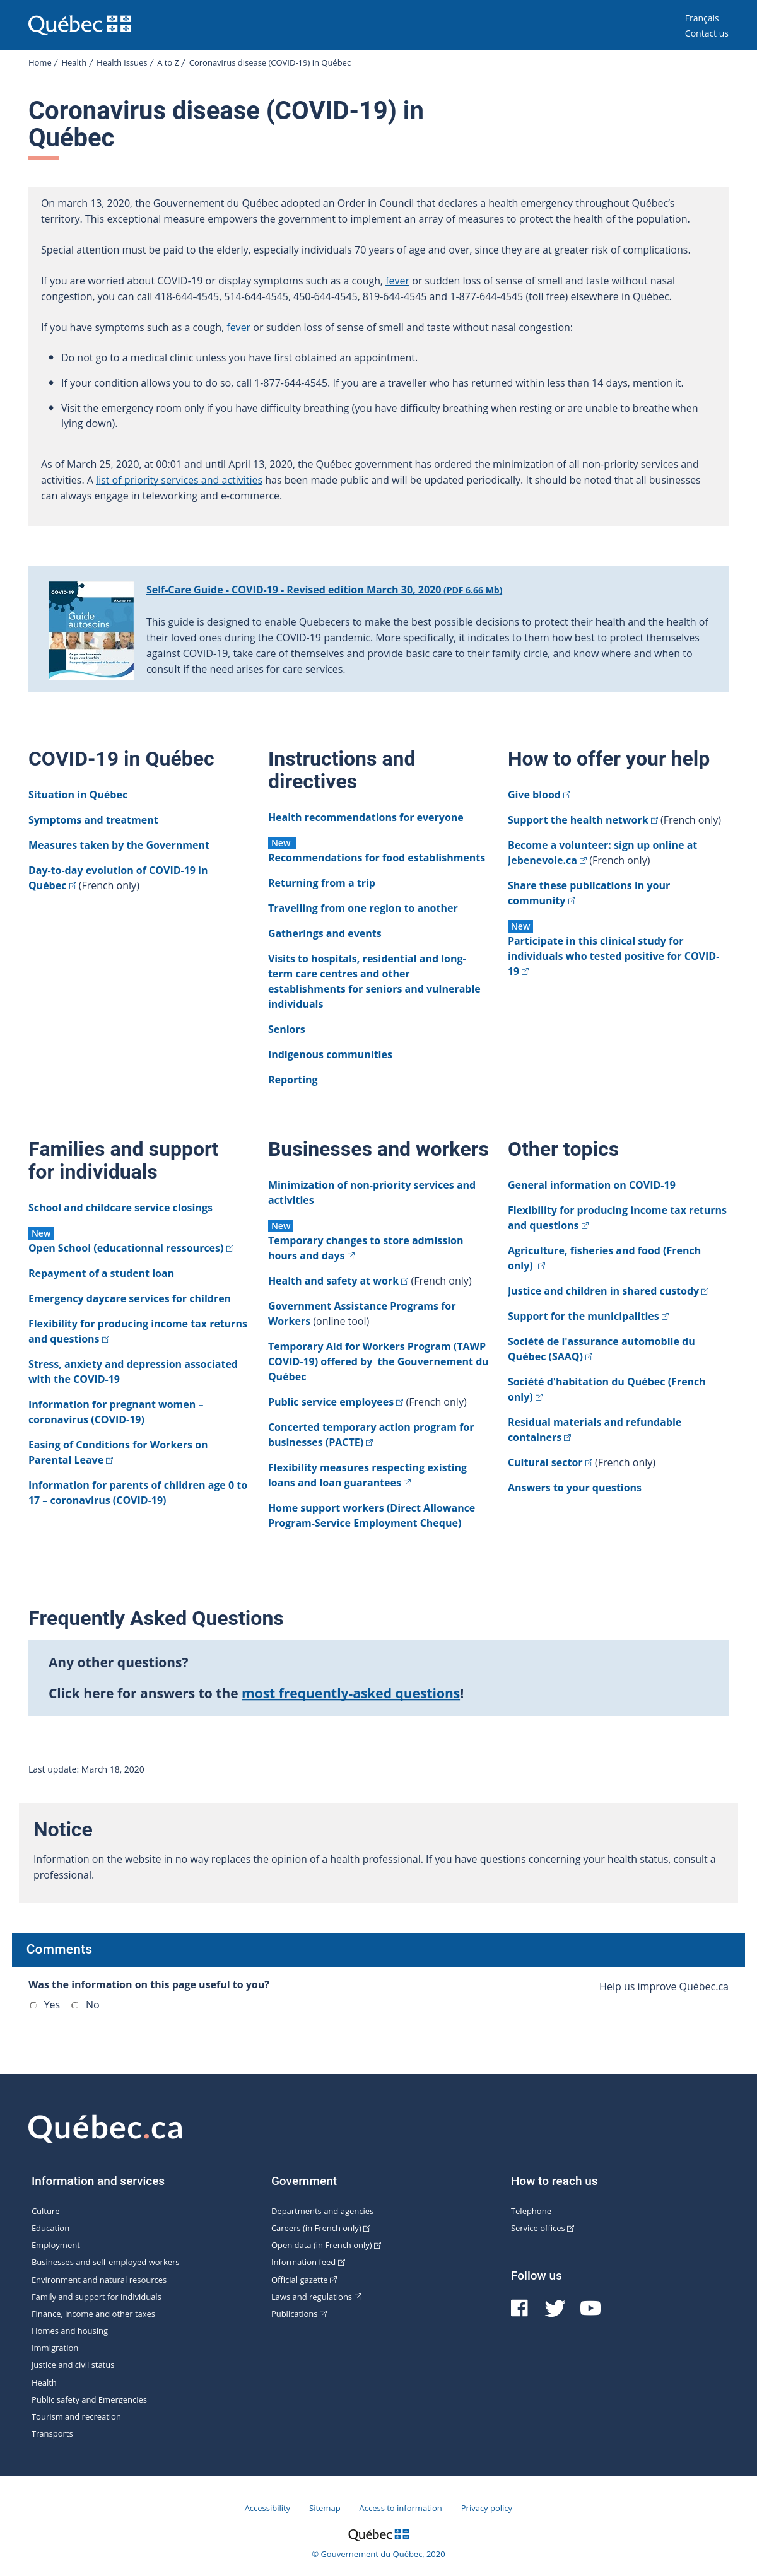 Québec
Français
Contact us
Home / Health / Health issues / A to Z / Coronavirus disease (COVID-19) in Québec
Coronavirus disease (COVID-19) in
Québec
On march 13, 2020, the Gouvernement du Québec adopted an Order in Council that declares a health emergency throughout Québec's
territory. This exceptional measure empowers the government to implement an array of measures to protect the health of the population.
Special attention must be paid to the elderly, especially individuals 70 years of age and over, since they are at greater risk of complications.
If you are worried about COVID-19 or display symptoms such as a cough, fever or sudden loss of sense of smell and taste without nasal
congestion, you can call 418-644-4545, 514-644-4545, 450-644-4545, 819-644-4545 and 1-877-644-4545 (toll free) elsewhere in Québec.
If you have symptoms such as a cough, fever or sudden loss of sense of smell and taste without nasal congestion:
• Do not go to a medical clinic unless you have first obtained an appointment.
• If your condition allows you to do so, call 1-877-644-4545. If you are a traveller who has returned within less than 14 days, mention it.
• Visit the emergency room only if you have difficulty breathing (you have difficulty breathing when resting or are unable to breathe when
lying down).
As of March 25, 2020, at 00:01 and until April 13, 2020, the Québec government has ordered the minimization of all non-priority services and
activities. A list of priority services and activities has been made public and will be updated periodically. It should be noted that all businesses
can always engage in teleworking and e-commerce.
COVID-19
Guide
autosoins
Self-Care Guide - COVID-19 - Revised edition March 30, 2020 (PDF 6.66 Mb)
This guide is designed to enable Quebecers to make the best possible decisions to protect their health and the health of
their loved ones during the COVID-19 pandemic. More specifically, it indicates to them how best to protect themselves
against COVID-19, take care of themselves and provide basic care to their family circle, and know where and when to
consult if the need arises for care services.
COVID-19 in Québec
Situation in Québec
Symptoms and treatment
Measures taken by the Government
Day-to-day evolution of COVID-19 in
Québec (French only)
Instructions and
directives
Health recommendations for everyone
New
Recommendations for food establishments
Returning from a trip
Travelling from one region to another
Gatherings and events
Visits to hospitals, residential and long-
term care centres and other
establishments for seniors and vulnerable
individuals
Seniors
Indigenous communities
Reporting
How to offer your help
Give blood
Support the health network (French only)
Become a volunteer: sign up online at
Jebenevole.ca (French only)
Share these publications in your
community
New
Participate in this clinical study for
individuals who tested positive for COVID-
19
Families and support
for individuals
School and childcare service closings
New
Open School (educationnal ressources)
Repayment of a student loan
Emergency daycare services for children
Flexibility for producing income tax returns
and questions
Stress, anxiety and depression associated
with the COVID-19
Information for pregnant women –
coronavirus (COVID-19)
Easing of Conditions for Workers on
Parental Leave
Information for parents of children age 0 to
17 – coronavirus (COVID-19)
Businesses and workers
Minimization of non-priority services and
activities
New
Temporary changes to store admission
hours and days
Health and safety at work (French only)
Government Assistance Programs for
Workers (online tool)
Temporary Aid for Workers Program (TAWP
COVID-19) offered by the Gouvernement du
Québec
Public service employees (French only)
Concerted temporary action program for
businesses (PACTE)
Flexibility measures respecting existing
loans and loan guarantees
Home support workers (Direct Allowance
Program-Service Employment Cheque)
Other topics
General information on COVID-19
Flexibility for producing income tax returns
and questions
Agriculture, fisheries and food (French
only)
Justice and children in shared custody
Support for the municipalities
Société de l'assurance automobile du
Québec (SAAQ)
Société d'habitation du Québec (French
only)
Residual materials and refundable
containers
Cultural sector (French only)
Answers to your questions
Frequently Asked Questions
Any other questions?
Click here for answers to the most frequently-asked questions!
Last update: March 18, 2020
Notice
Information on the website in no way replaces the opinion of a health professional. If you have questions concerning your health status, consult a
professional.
Comments
Was the information on this page useful to you?
Yes No
Help us improve Québec.ca
Québec.ca
Information and services
Culture
Education
Employment
Businesses and self-employed workers
Environment and natural resources
Family and support for individuals
Finance, income and other taxes
Homes and housing
Immigration
Justice and civil status
Health
Public safety and Emergencies
Tourism and recreation
Transports
Government
Departments and agencies
Careers (in French only)
Open data (in French only)
Information feed
Official gazette
Laws and regulations
Publications
How to reach us
Telephone
Service offices
Follow us
Accessibility Sitemap Access to information Privacy policy
Québec
© Gouvernement du Québec, 2020